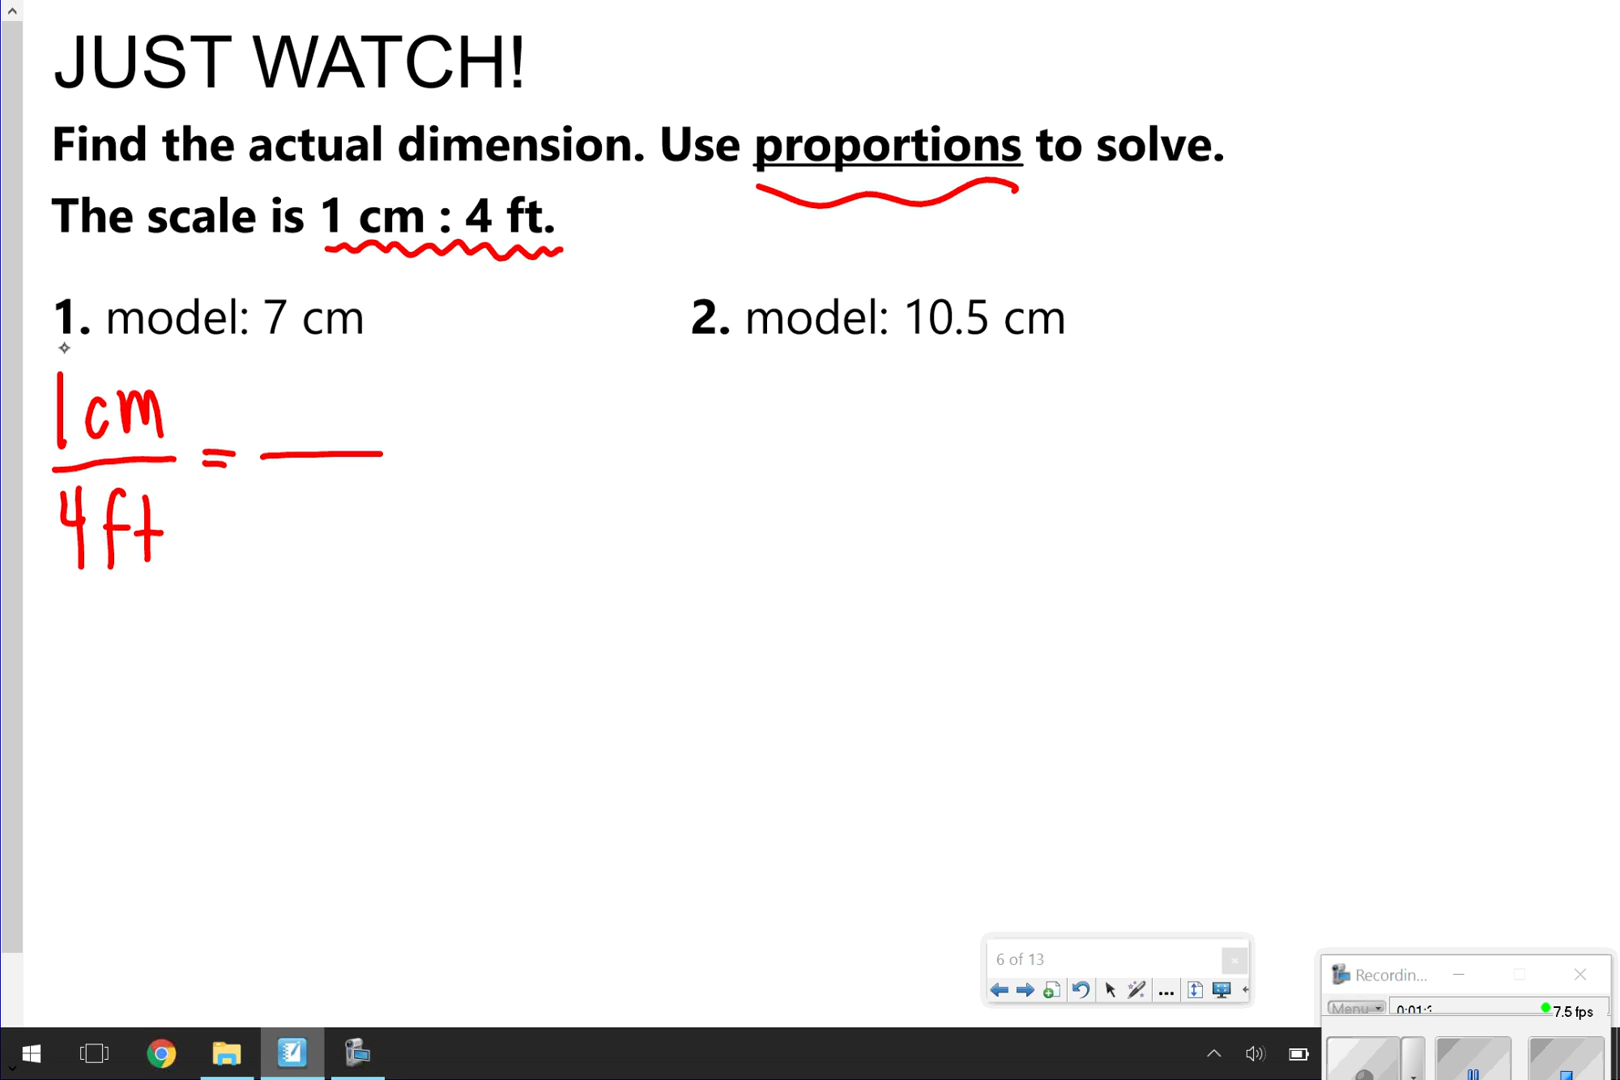 JUST WATCH!
Find the actual dimension. Use proportions to solve.
The scale is 1 cm : 4 ft.
1. model: 7 cm
2. model: 10.5 cm
1cm
=
4ft
6 of 13
Recordin...
Menu
7.5 fps